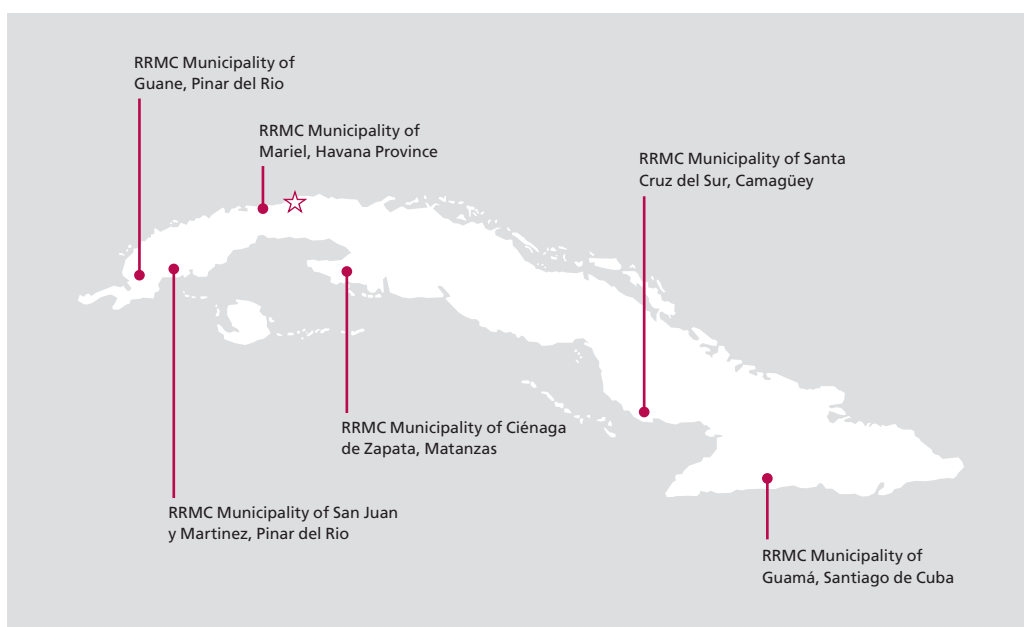 RRMC Municipality of
Guane, Pinar del Rio
RRMC Municipality of
Mariel, Havana Province
RRMC Municipality of Santa
Cruz del Sur, Camagüey
RRMC Municipality of Ciénaga
de Zapata, Matanzas
RRMC Municipality of San Juan
y Martinez, Pinar del Rio
RRMC Municipality of
Guamá, Santiago de Cuba